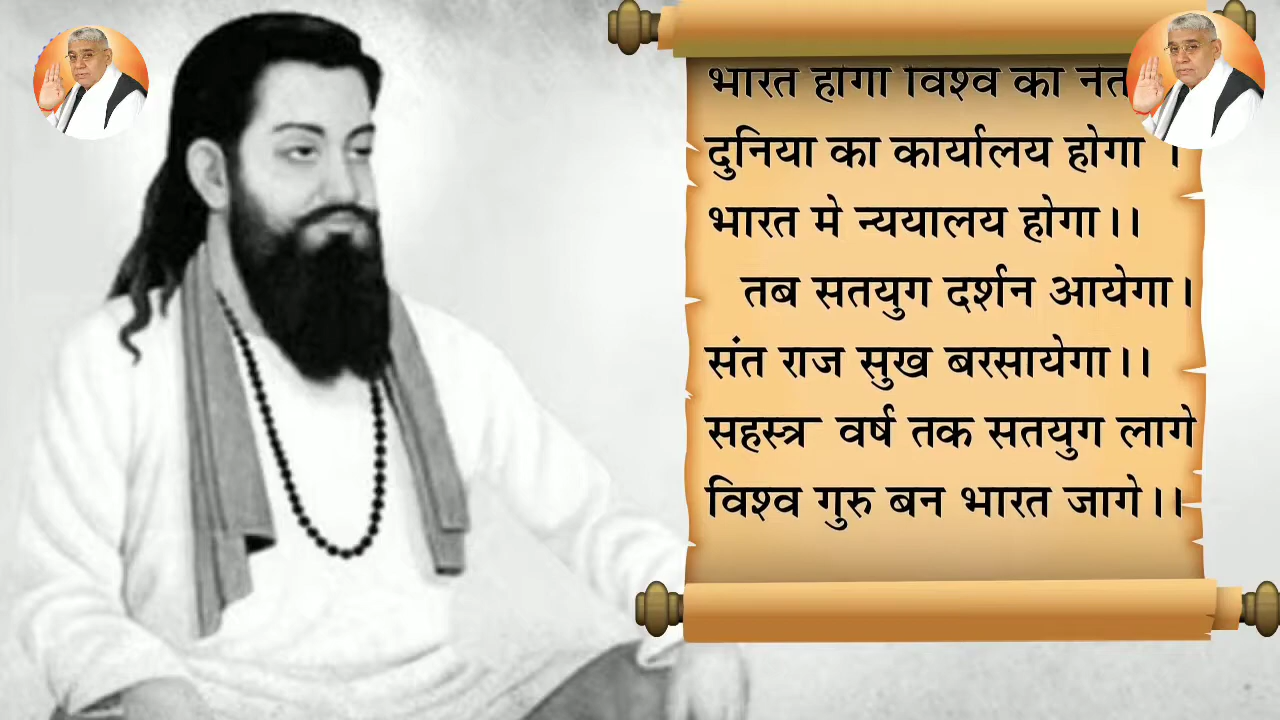 भारत होगा विश्व का
दुनिया का कार्यालय होगा ।
भारत मे न्ययालय होगा।।
तब सतयुग दर्शन आयेगा।
संत राज सुख बरसायेगा।।
सहस्त्र वर्ष तक सतयुग लागे
विश्व गुरु बन भारत जागे।।